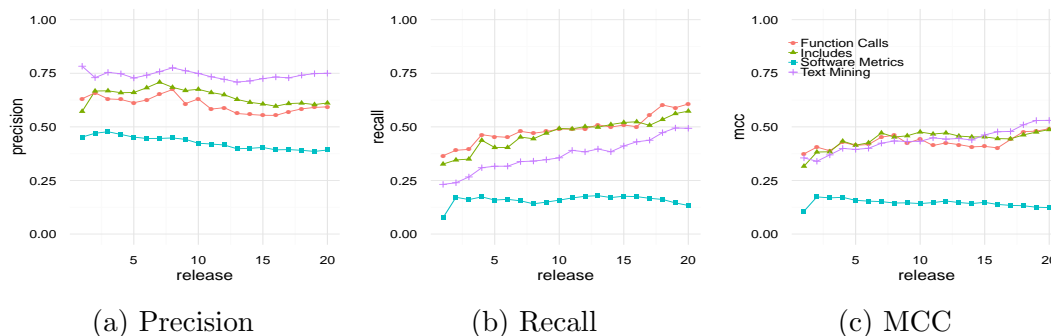 1.00
0.75
0.50
0.25
0.00
precision
5 10 15 20
release
(a) Precision
1.00
0.75
0.50
0.25
0.00
recall
5 10 15 20
release
(b) Recall
1.00
0.75
0.50
0.25
0.00
mcc
Function Calls
Includes
Software Metrics
Text Mining
5 10 15 20
release
(c) MCC